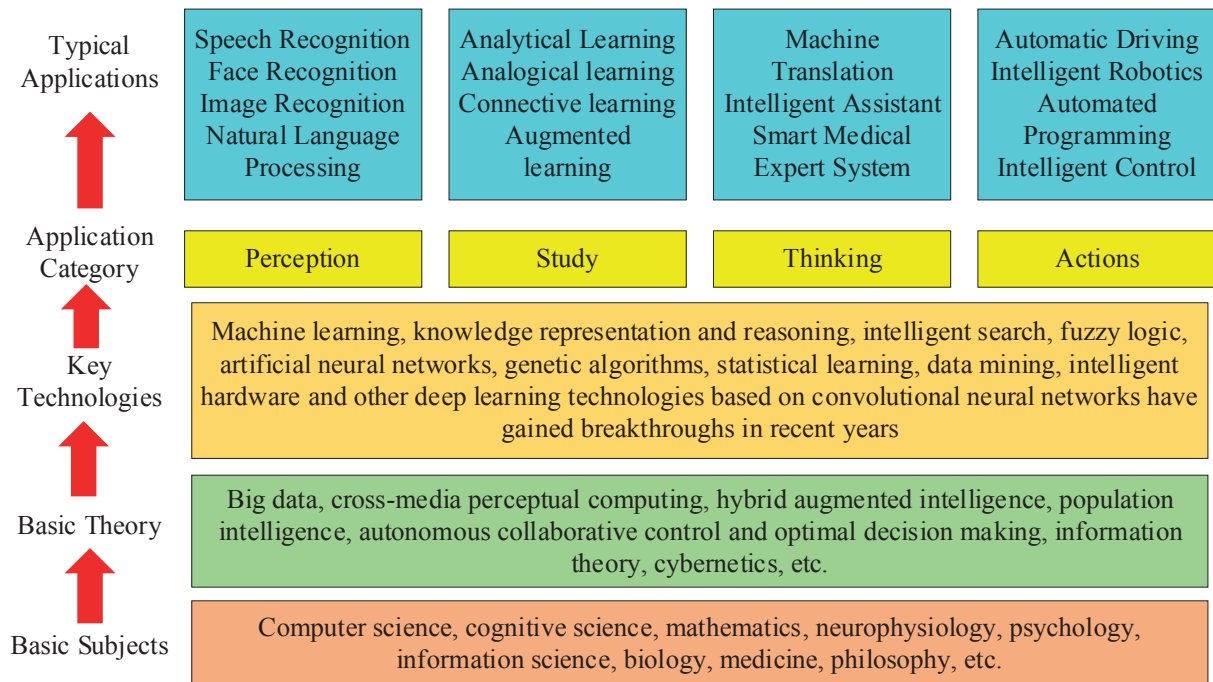 Typical
Applications
Speech Recognition
Face Recognition
Image Recognition
Natural Language
Processing
Analytical Learning
Analogical learning
Connective learning
Augmented
learning
Machine
Translation
Intelligent Assistant
Smart Medical
Expert System
Automatic Driving
Intelligent Robotics
Automated
Programming
Intelligent Control
Application
Category
Perception
Study
Thinking
Actions
Key
Technologies
Machine learning, knowledge representation and reasoning, intelligent search, fuzzy logic,
artificial neural networks, genetic algorithms, statistical learning, data mining, intelligent
hardware and other deep learning technologies based on convolutional neural networks have
gained breakthroughs in recent years
Basic Theory
Big data, cross-media perceptual computing, hybrid augmented intelligence, population
intelligence, autonomous collaborative control and optimal decision making, information
theory, cybernetics, etc.
Basic Subjects
Computer science, cognitive science, mathematics, neurophysiology, psychology,
information science, biology, medicine, philosophy, etc.